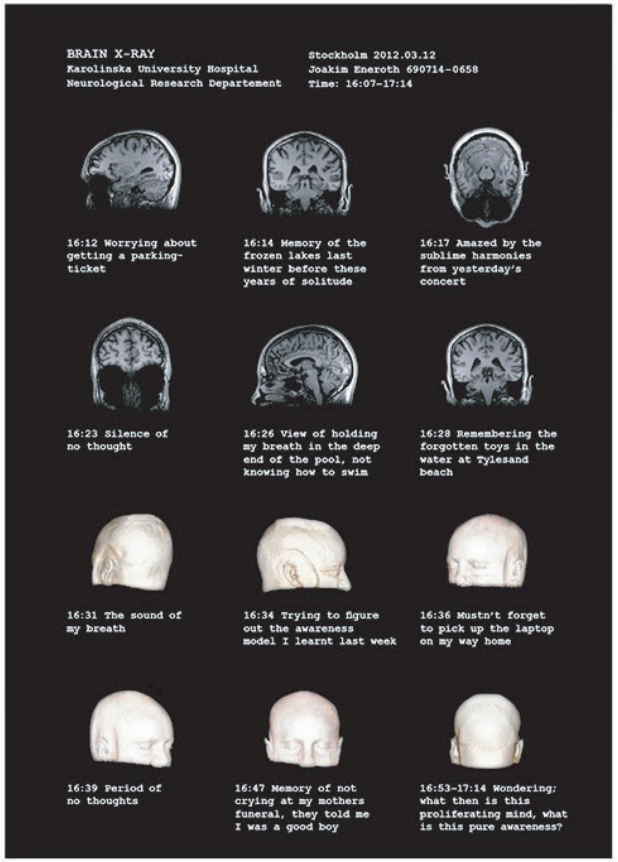 BRAIN X-RAY
Karolinska University Hospital
Neurological Research Departement
Stockholm 2012.03.12
Joakim Eneroth 690714-0658
Time: 16:07-17:14
16:12 Worrying about
getting a parking-
ticket
16:14 Memory of the
frozen lakes last
winter before these
years of solitude
16:17 Amazed by the
sublime harmonies
from yesterday's
concert
16:23 Silence of
no thought
16:26 View of holding
my breath in the deep
end of the pool, not
knowing how to swim
16:28 Remembering the
forgotten toys in the
water at Tylesand
beach
16:31 The sound of
my breath
16:34 Trying to figure
out the awareness
model I learnt last week
16:36 Mustn't forget
to pick up the laptop
on my way home
16:39 Period of
no thoughts
16:47 Memory of not
crying at my mothers
funeral, they told me
I was a good boy
16:53-17:14 Wondering;
what then is this
proliferating mind, what
is this pure awareness?